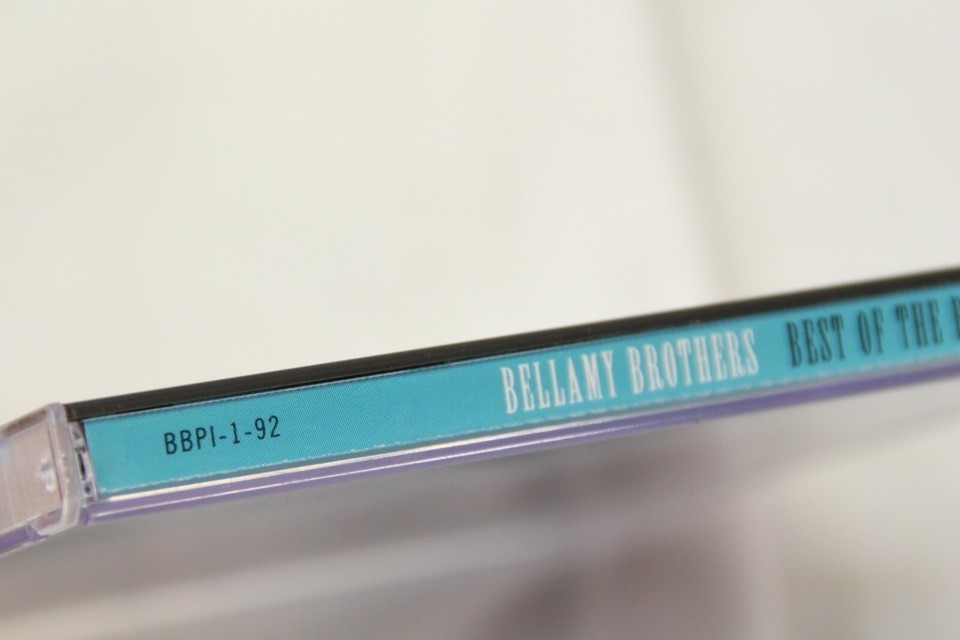 BBPI-1-92 BELLAMY BROTHERS BEST OF THE